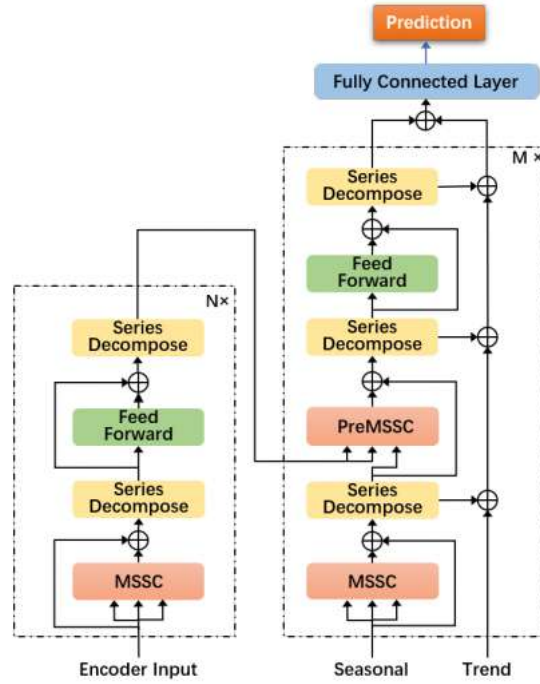 Prediction
Fully Connected Layer
M ×
Series
Decompose
Feed
Forward
Series
Decompose
PreMSSC
Series
Decompose
MSSC
Seasonal
Trend
N×
Series
Decompose
Feed
Forward
Series
Decompose
MSSC
Encoder Input